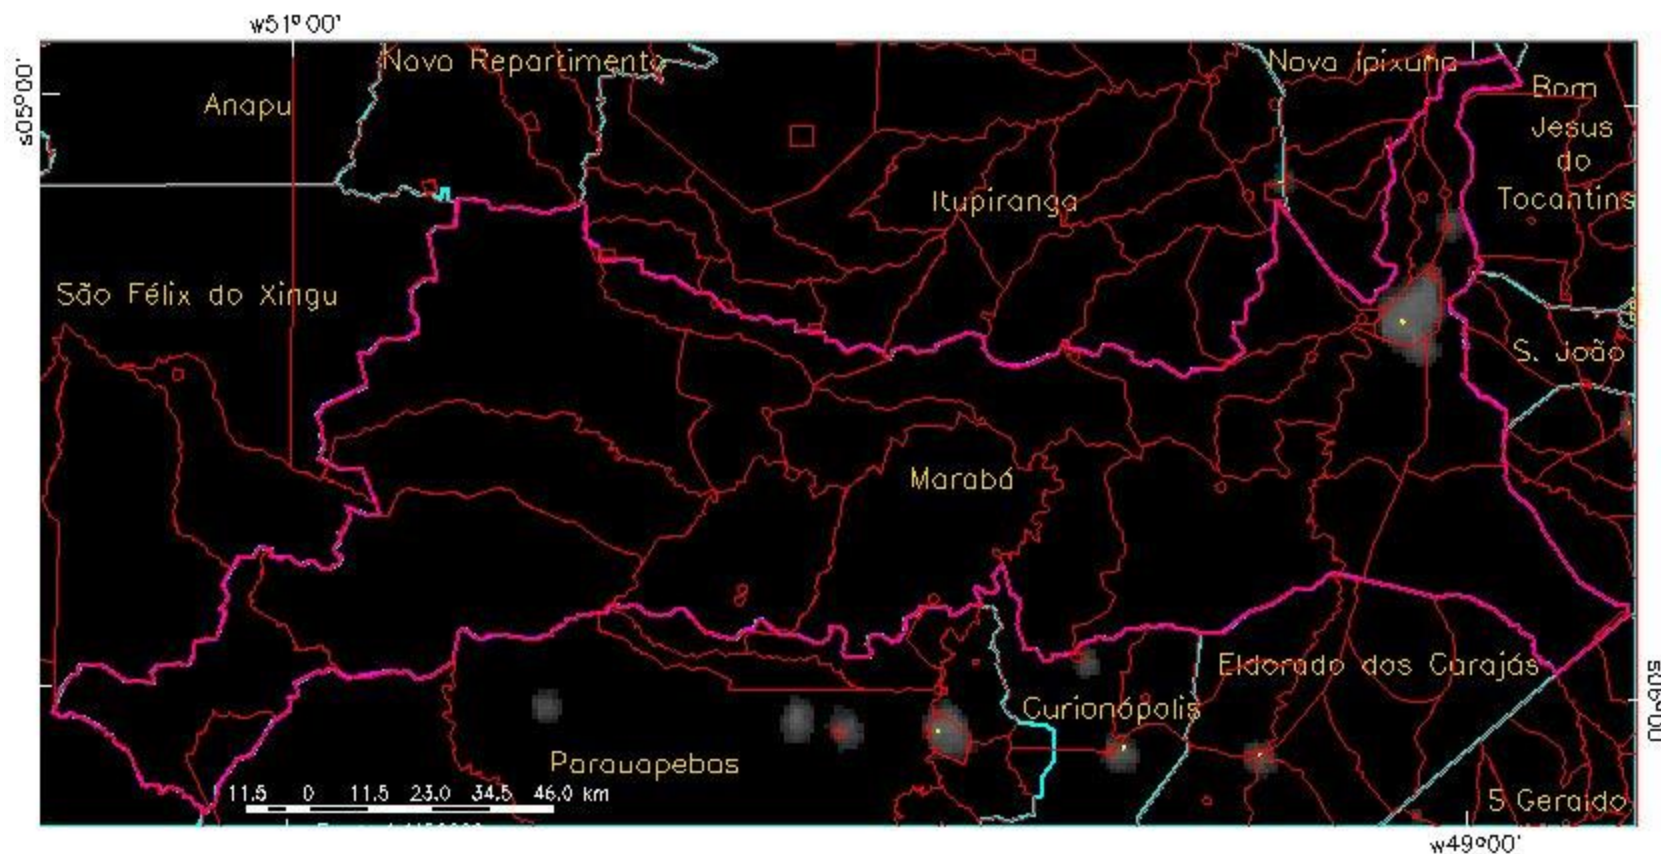 w51º00'
s05º00'
Novo Repartimento
Nova ipixuna
Anapu
Bom
Jesus
do
Tocantins
Itupiranga
São Félix do Xingu
S. João
Marabá
Eldorado dos Carajás
s06º00'
Curionópolis
Parauapebas
11.5 0 11.5 23.0 34.5 46.0 km
S Geraldo
w49º00'